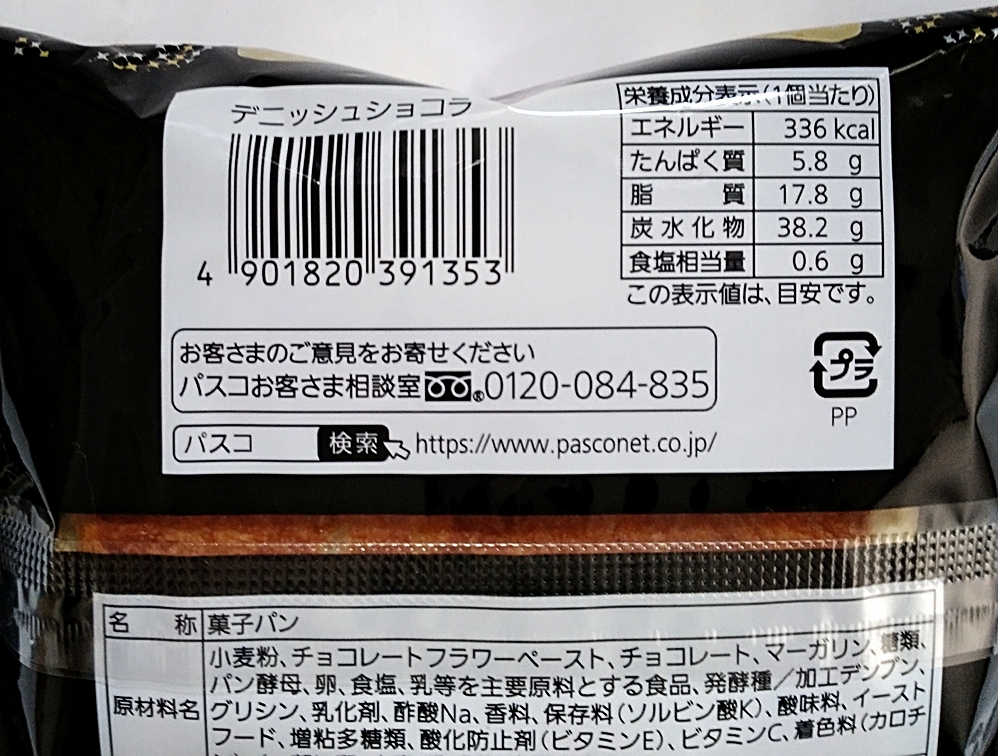 デニッシュショコラ
4 901820 391353
栄養成分表示(1個当たり)
エネルギー 336 kcal
たんぱく質 5.8 g
脂質 17.8 g
炭水化物 38.2 g
食塩相当量 0.6 g
この表示値は、目安です。
お客さまのご意見をお寄せください
パスコお客さま相談室 ® 0120-084-835
プラ
PP
パスコ 検索 https://www.pasconet.co.jp/
名称 菓子パン
原材料名
小麦粉、チョコレートフラワーペースト、チョコレート、マーガリン、糖類、
パン酵母、卵、食塩、乳等を主要原料とする食品、発酵種/加工デンプン、
グリシン、乳化剤、酢酸Na、香料、保存料(ソルビン酸K)、酸味料、イースト
フード、増粘多糖類、酸化防止剤(ビタミンE)、ビタミンC、着色料(カロチ